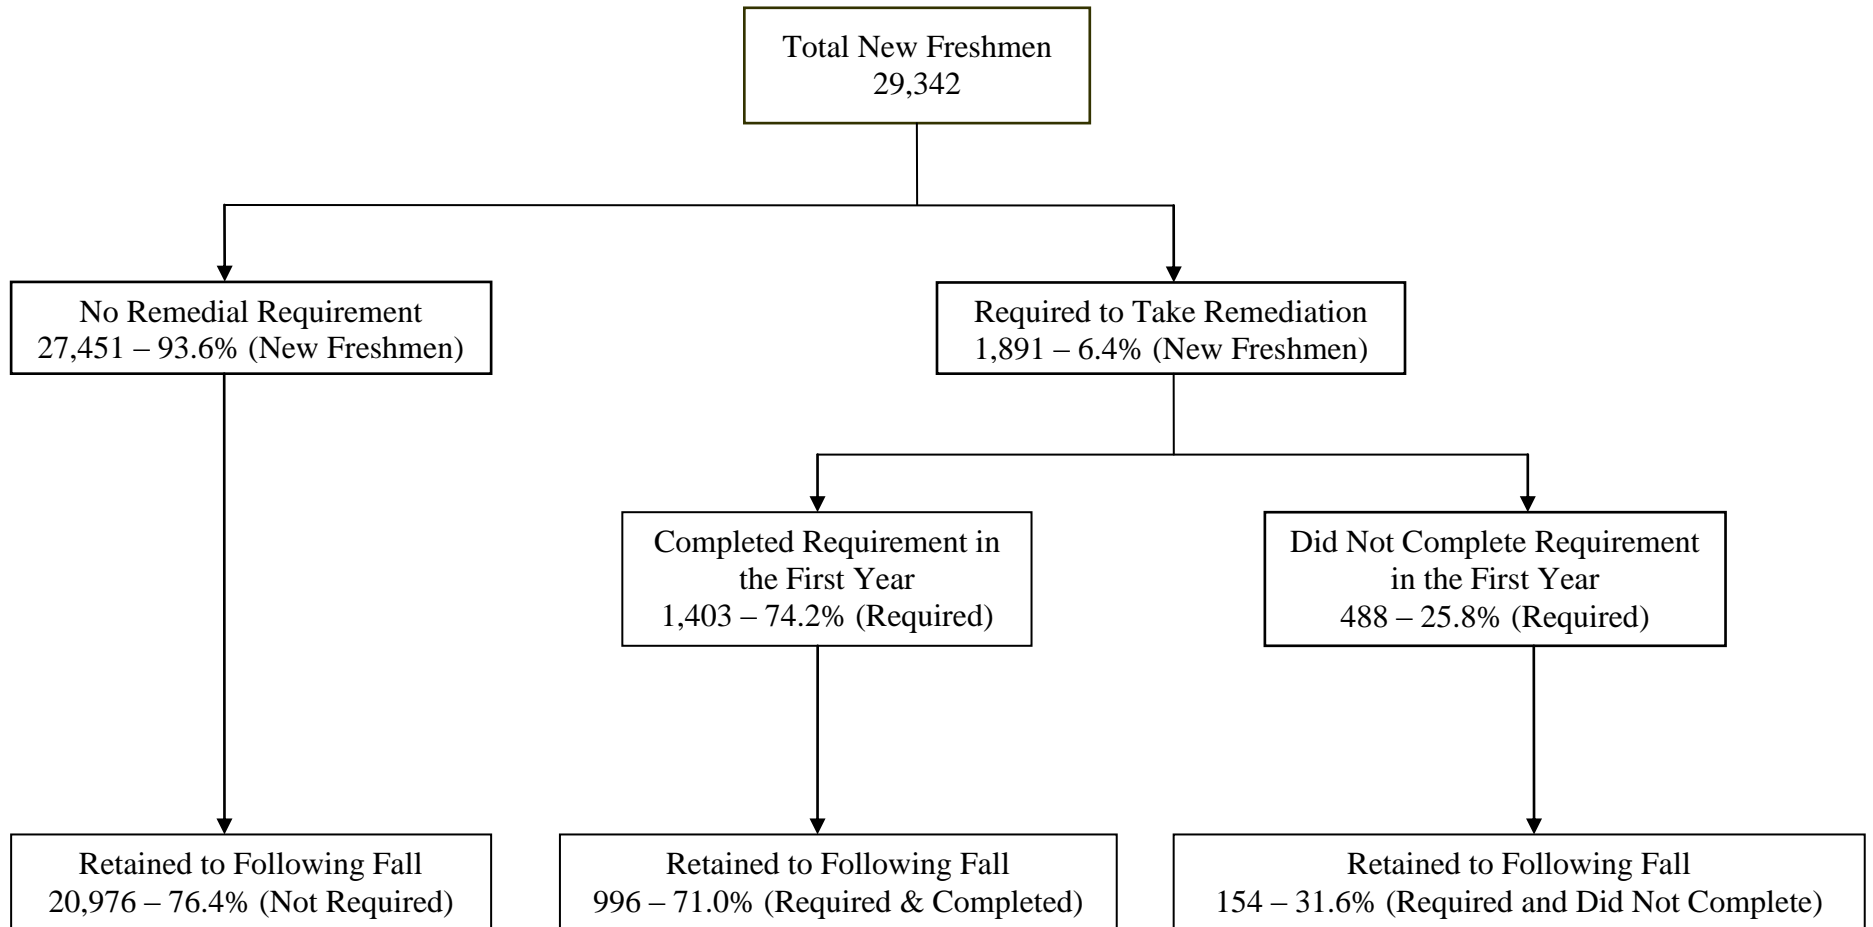 Total New Freshmen
29,342
No Remedial Requirement
27,451 – 93.6% (New Freshmen)
Required to Take Remediation
1,891 – 6.4% (New Freshmen)
Completed Requirement in
the First Year
1,403 – 74.2% (Required)
Did Not Complete Requirement
in the First Year
488 – 25.8% (Required)
Retained to Following Fall
20,976 – 76.4% (Not Required)
Retained to Following Fall
996 – 71.0% (Required & Completed)
Retained to Following Fall
154 – 31.6% (Required and Did Not Complete)